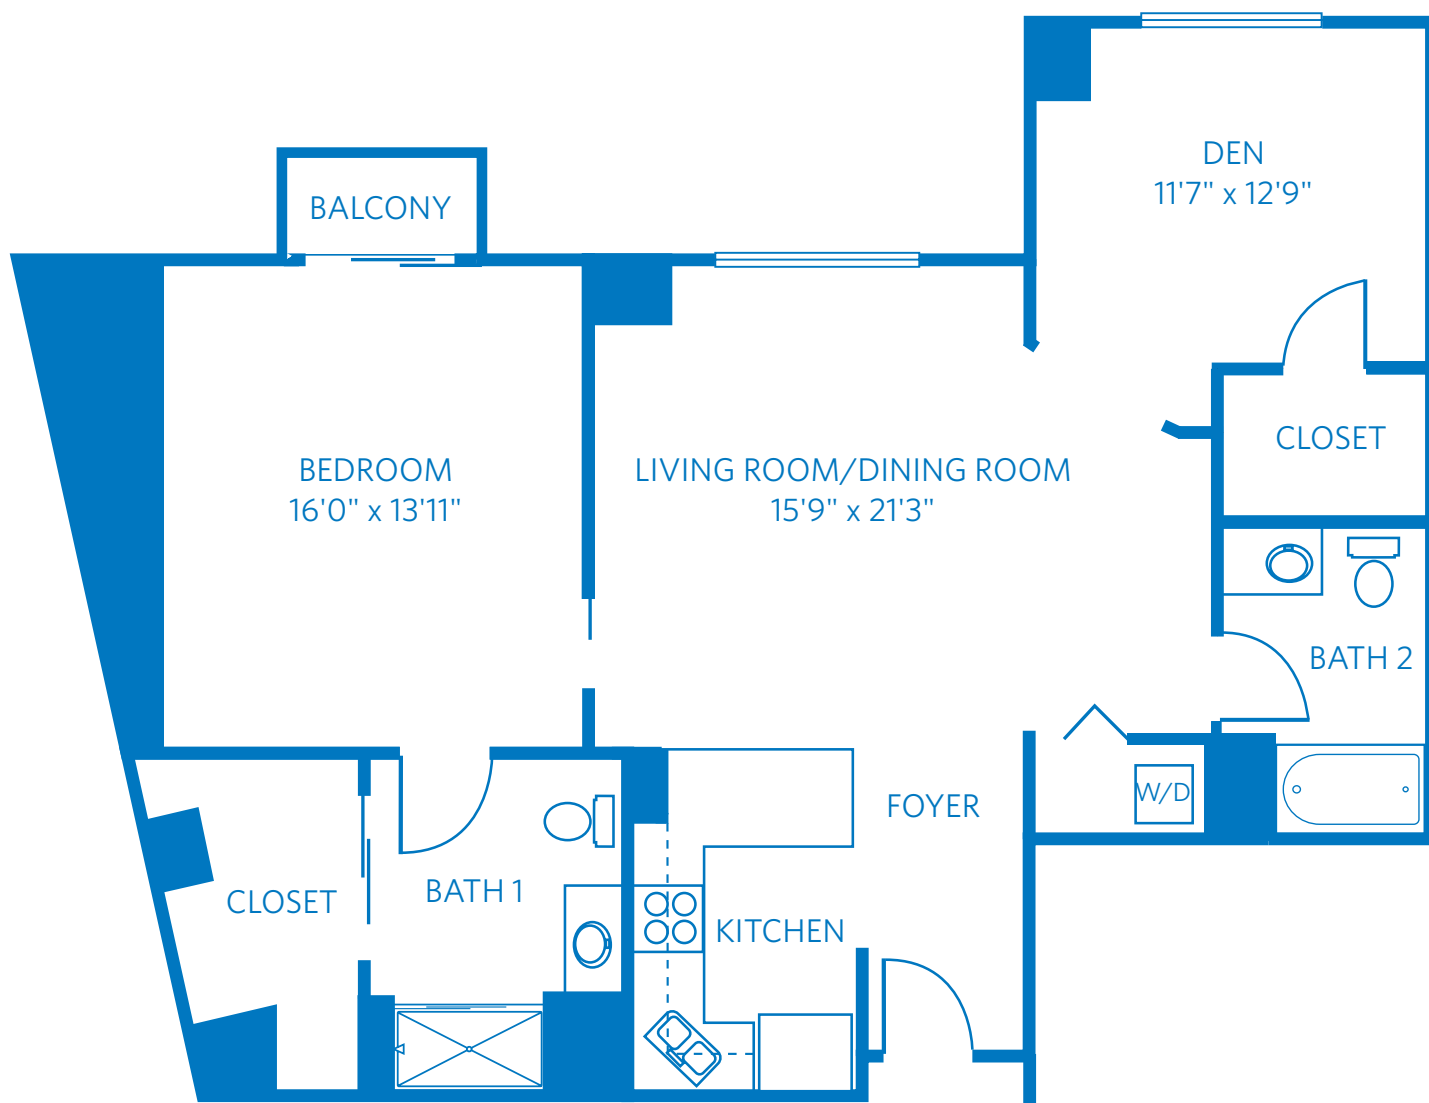 DEN
11'7" x 12'9"
BALCONY
CLOSET
BEDROOM
16'0" x 13'11"
LIVING ROOM/DINING ROOM
15'9" x 21'3"
BATH 2
W/D
FOYER
BATH 1
CLOSET
KITCHEN